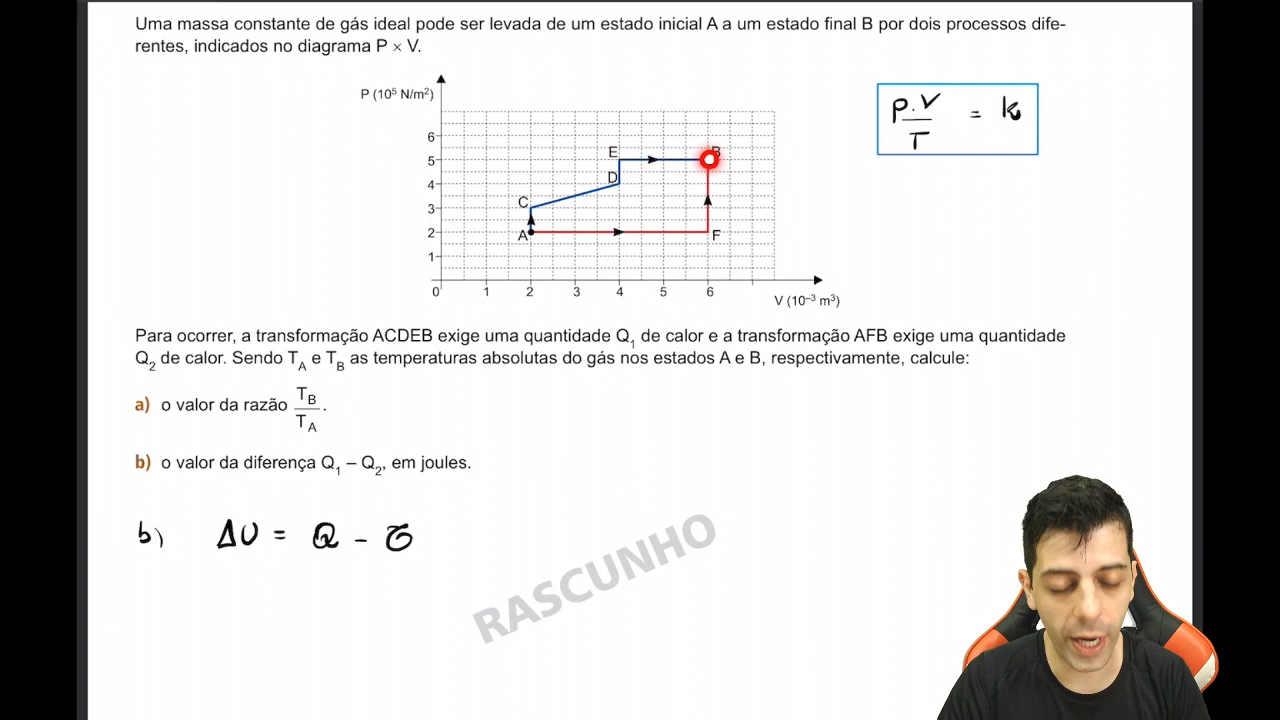 Uma massa constante de gás ideal pode ser levada de um estado inicial A a um estado final B por dois processos dife-
rentes, indicados no diagrama P × V.
P (10⁵ N/m²)
P.V
T
= k
6
5
4
3
2
1
0
1
2
3
4
5
6
E
B
D
C
A
F
V (10⁻³ m³)
Para ocorrer, a transformação ACDEB exige uma quantidade Q₁ de calor e a transformação AFB exige uma quantidade
Q₂ de calor. Sendo T_A e T_B as temperaturas absolutas do gás nos estados A e B, respectivamente, calcule:
a) o valor da razão T_B/T_A.
b) o valor da diferença Q₁ – Q₂, em joules.
b) ΔU = Q - Ꞇ
RASCUNHO